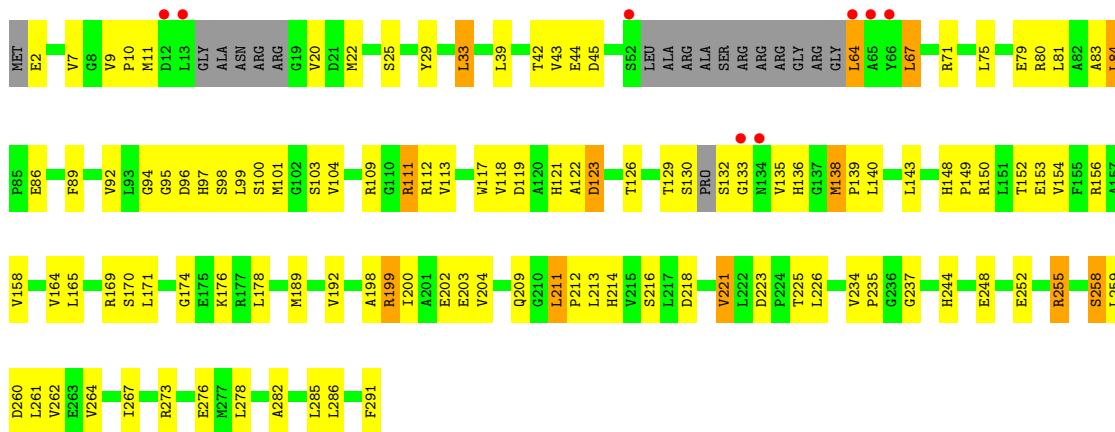 MET E2 V7 G8 V9 P10 M11 D12 L13 GLY ALA ASN ARG ARG G19 V20 D21 M22 S25 Y29 L33 L39 T42 V43 E44 D45 S52 LEU ALA ARG ALA SER ARG ARG ARG GLY ARG GLY L64 A65 Y66 L67 R71 L75 E79 R80 L81 A82 A83 L84
P85 E86 F89 V92 L93 G94 G95 D96 H97 S98 L99 S100 M101 G102 S103 V104 R109 G110 R111 R112 V113 W117 V118 D119 A120 H121 A122 D123 T126 T129 S130 PRO S132 G133 N134 V135 H136 G137 M138 P139 L140 L143 H148 P149 R150 L151 T152 E153 V154 F155 R156 A157
V158 V164 L165 R169 S170 L171 G174 E175 K176 R177 L178 M189 V192 A198 R199 I200 A201 E202 E203 V204 Q209 G210 L211 P212 L213 H214 V215 S216 L217 D218 V221 L222 D223 P224 T225 L226 V234 P235 G236 G237 H244 E248 E252 R255 S258 L259
D260 L261 V262 E263 V264 I267 R273 E276 M277 L278 A282 L285 L286 F291